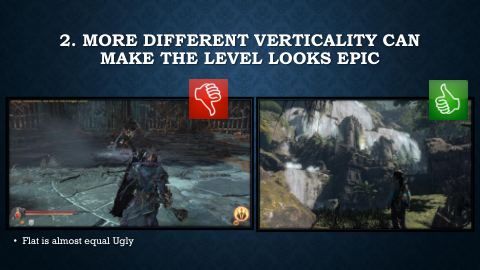 2. MORE DIFFERENT VERTICALITY CAN
MAKE THE LEVEL LOOKS EPIC
• Flat is almost equal Ugly